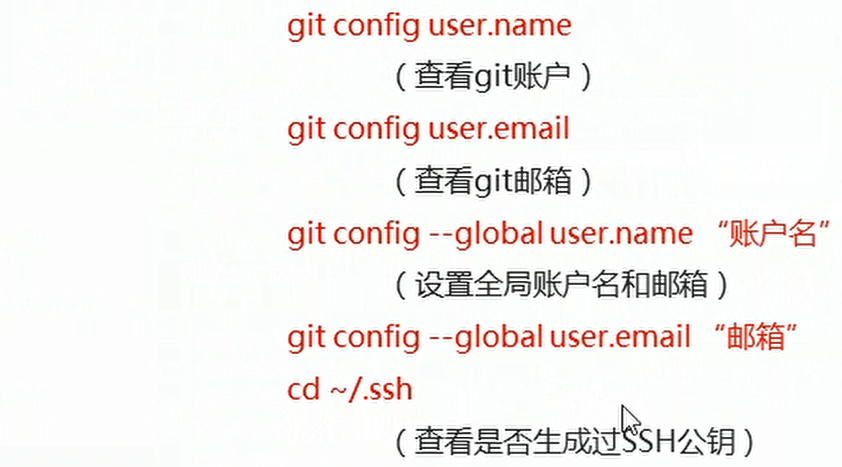 git config user.name
（查看git账户）
git config user.email
（查看git邮箱）
git config --global user.name “账户名”
（设置全局账户名和邮箱）
git config --global user.email “邮箱”
cd ~/.ssh
（查看是否生成过SSH公钥）